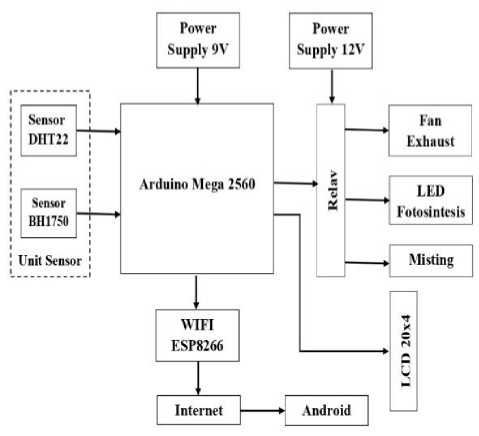 Power
Supply 9V
Power
Supply 12V
Sensor
DHT22
Sensor
BH1750
Unit Sensor
Arduino Mega 2560
Relay
Fan
Exhaust
LED
Fotosintesis
Misting
LCD 20x4
WIFI
ESP8266
Internet
Android